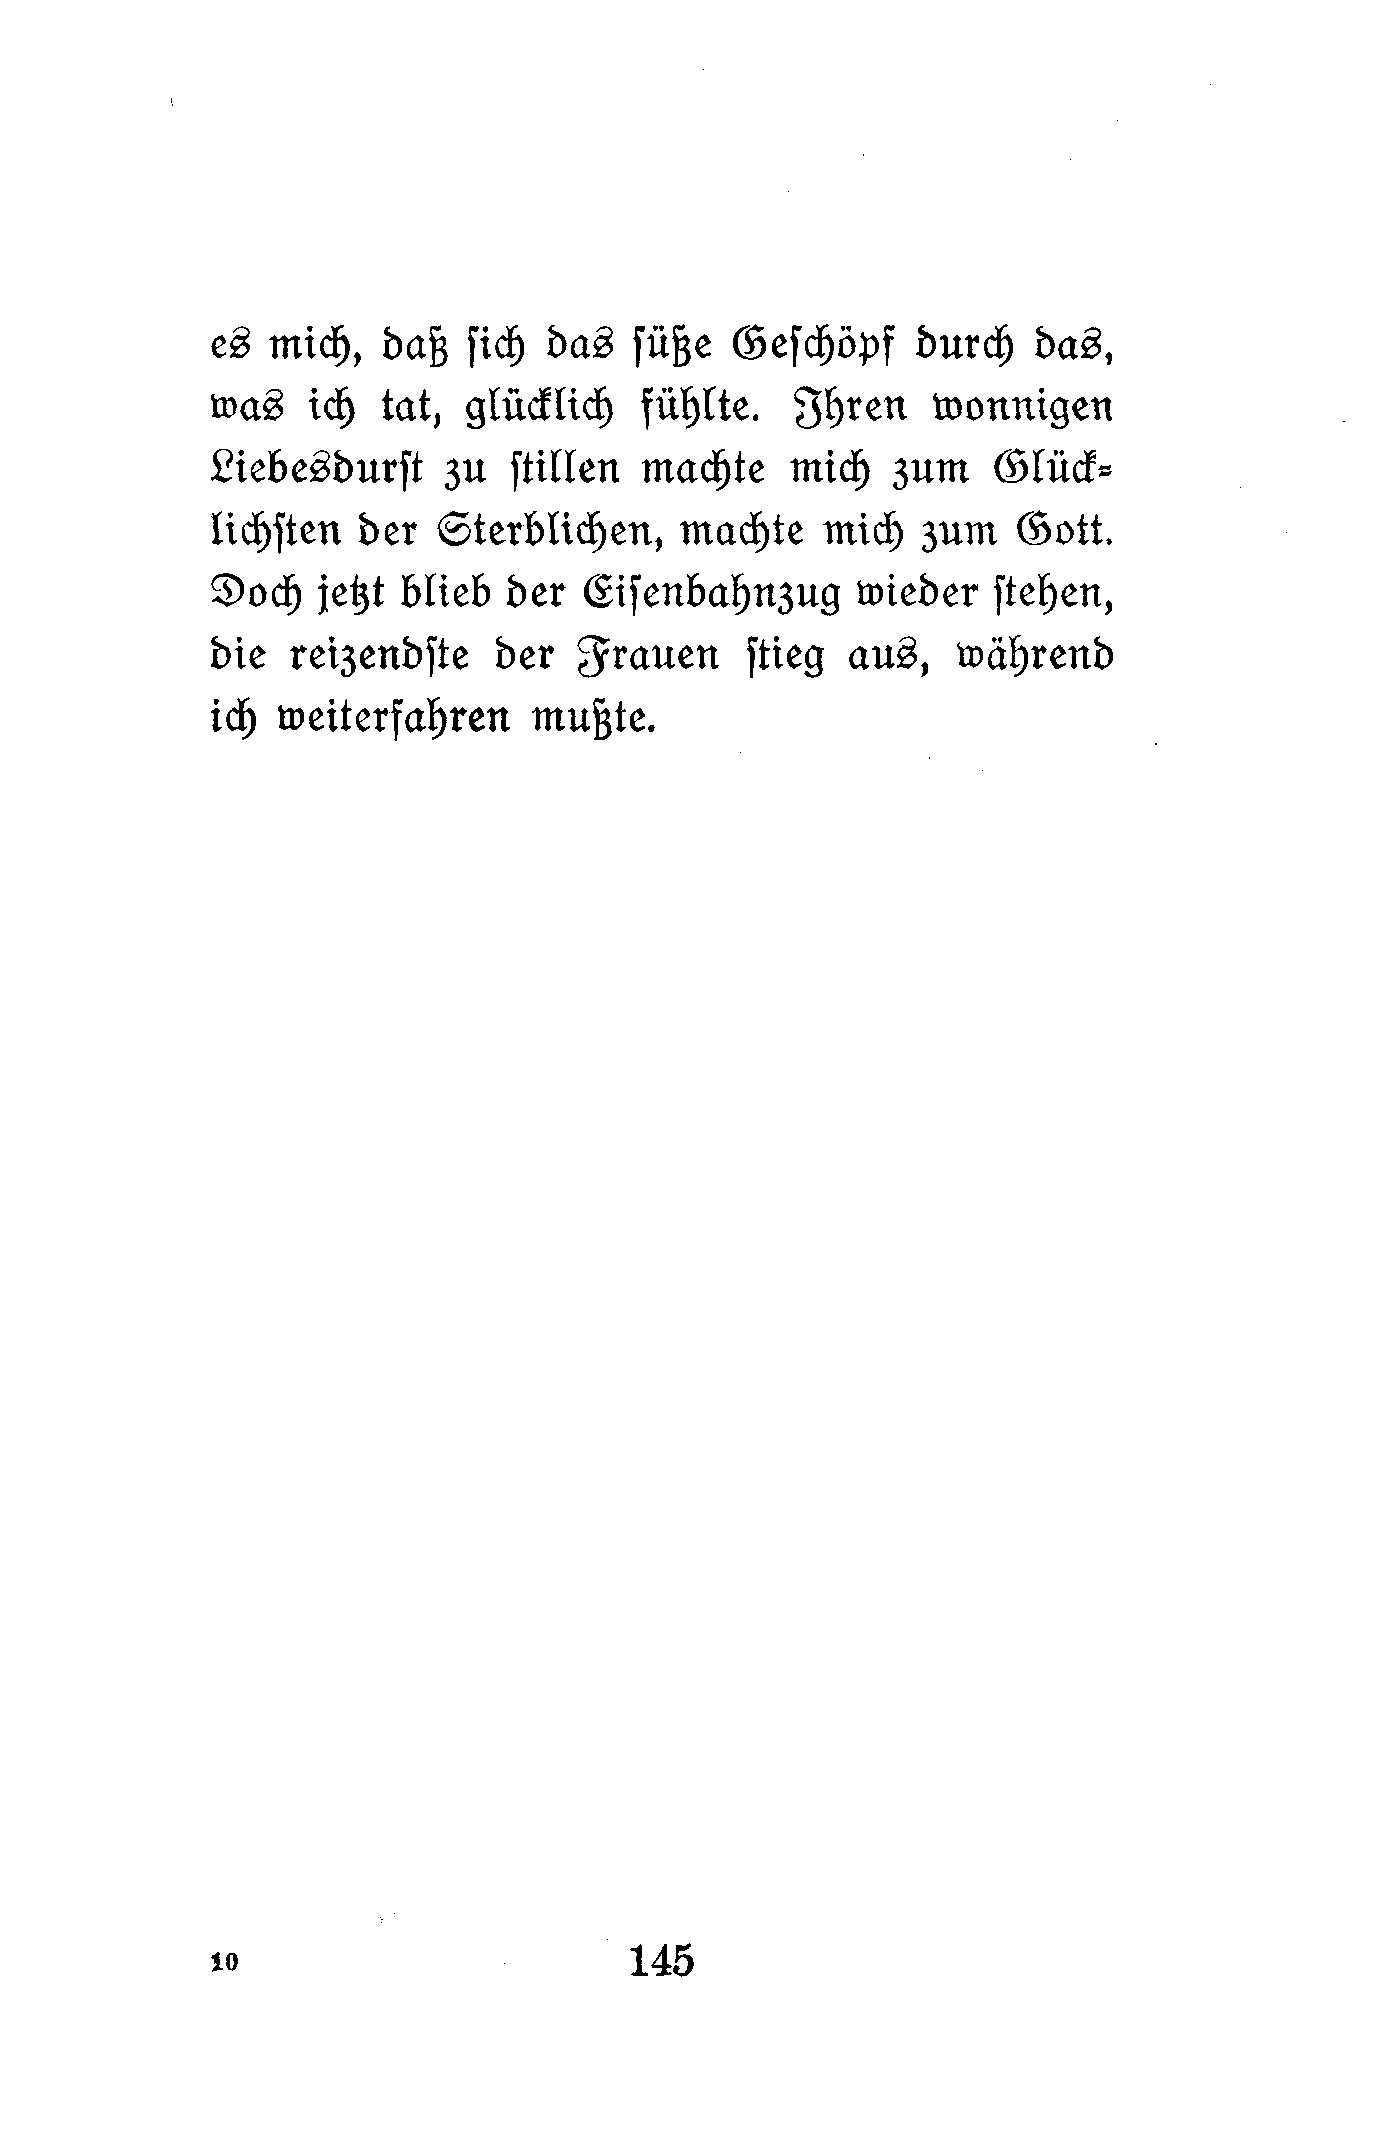 es mich, daß sich das süße Geschöpf durch das,
was ich tat, glücklich fühlte. Ihren wonnigen
Liebesdurst zu stillen machte mich zum Glück-
lichsten der Sterblichen, machte mich zum Gott.
Doch jetzt blieb der Eisenbahnzug wieder stehen,
die reizendste der Frauen stieg aus, während
ich weiterfahren mußte.
10 145